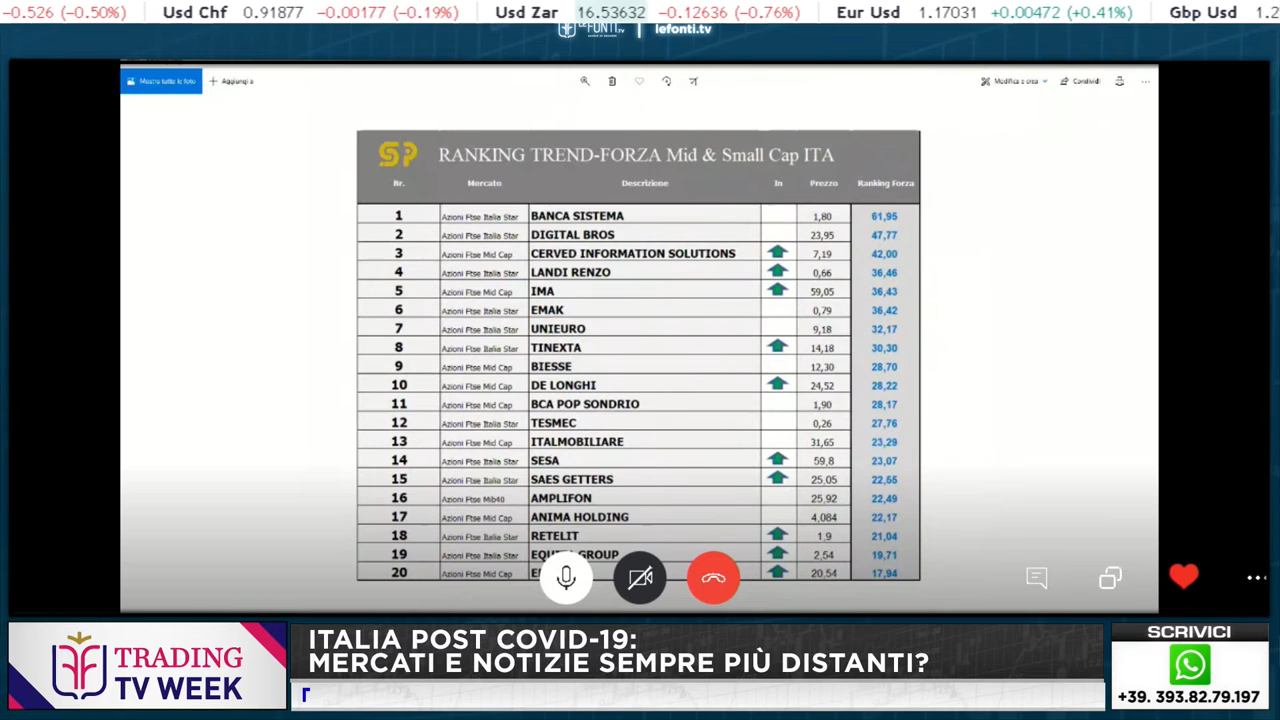 -0.526 (-0.50%) Usd Chf 0.91877 -0.00177 (-0.19%) Usd Zar 16.53632 -0.12636 (-0.76%) Eur Usd 1.17031 +0.00472 (+0.41%) Gbp Usd
LEFONTI.TV lefonti.tv
Mostra tutte le foto + Aggiungi a Modifica e crea Condividi
SP RANKING TREND-FORZA Mid & Small Cap ITA
Nr. Mercato Descrizione In Prezzo Ranking Forza
1 Azioni Ftse Italia Star BANCA SISTEMA 1,80 61,95
2 Azioni Ftse Italia Star DIGITAL BROS 23,95 47,77
3 Azioni Ftse Mid Cap CERVED INFORMATION SOLUTIONS 7,19 42,00
4 Azioni Ftse Italia Star LANDI RENZO 0,66 36,46
5 Azioni Ftse Mid Cap IMA 59,05 36,43
6 Azioni Ftse Italia Star EMAK 0,79 36,42
7 Azioni Ftse Italia Star UNIEURO 9,18 32,17
8 Azioni Ftse Italia Star TINEXTA 14,18 30,30
9 Azioni Ftse Mid Cap BIESSE 12,30 28,70
10 Azioni Ftse Mid Cap DE LONGHI 24,52 28,22
11 Azioni Ftse Mid Cap BCA POP SONDRIO 1,90 28,17
12 Azioni Ftse Italia Star TESMEC 0,26 27,76
13 Azioni Ftse Mid Cap ITALMOBILIARE 31,65 23,29
14 Azioni Ftse Italia Star SESA 59,8 23,07
15 Azioni Ftse Italia Star SAES GETTERS 25,05 22,55
16 Azioni Ftse Mib40 AMPLIFON 25,92 22,49
17 Azioni Ftse Mid Cap ANIMA HOLDING 4,084 22,17
18 Azioni Ftse Italia Star RETELIT 1,9 21,04
19 Azioni Ftse Italia Star GROUP 2,54 19,71
20 Azioni Ftse Mid Cap 20,54 17,94
TRADING
TV WEEK
ITALIA POST COVID-19:
MERCATI E NOTIZIE SEMPRE PIÙ DISTANTI?
SCRIVICI
+39. 393.82.79.197